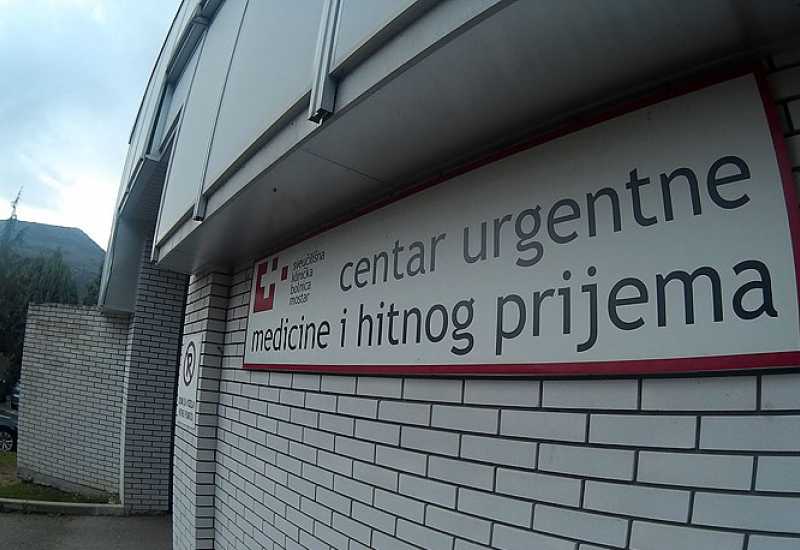 sveučilišna
klinička
bolnica
mostar
centar urgentne
medicine i hitnog prijema